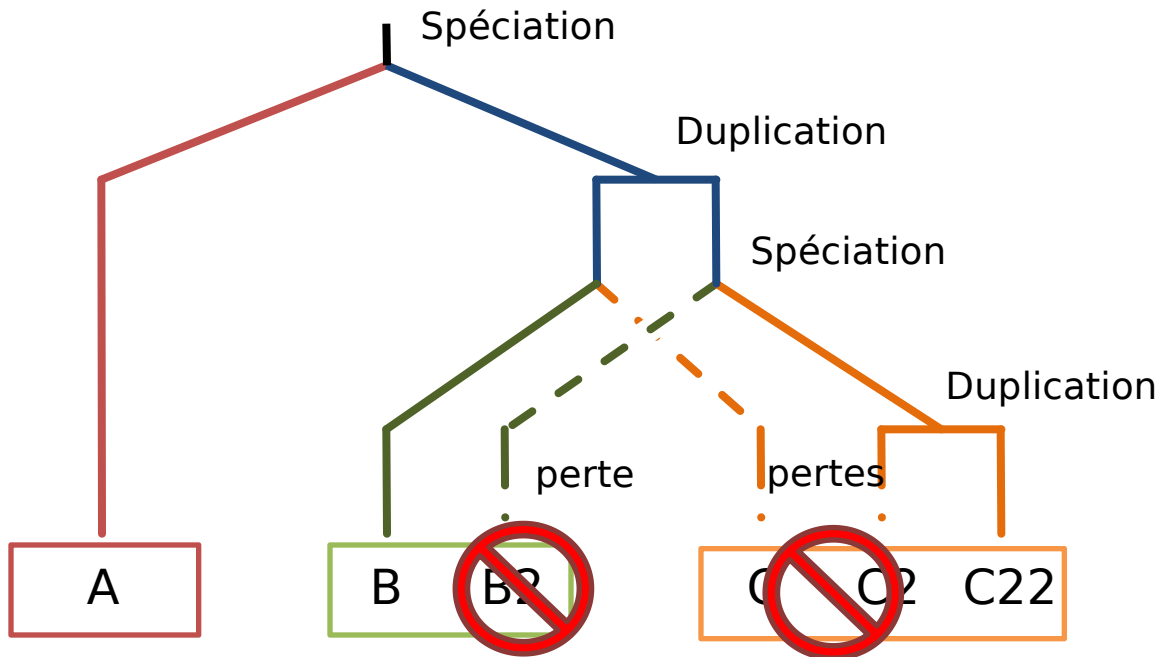 Spéciation
Duplication
Spéciation
Duplication
perte
pertes
A
B
B2
C
C2
C22